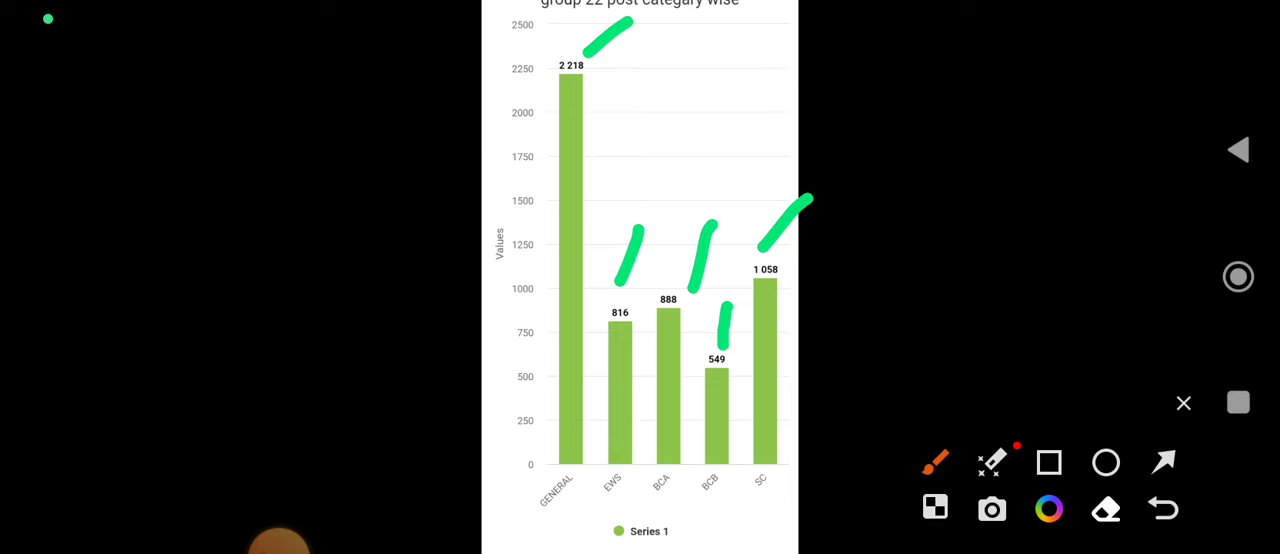 group 22 post category wise
2500
2 218
2250
2000
1750
1500
1250
1 058
1000
888
816
750
549
500
250
0
Values
GENERAL
EWS
BCA
BCB
SC
Series 1